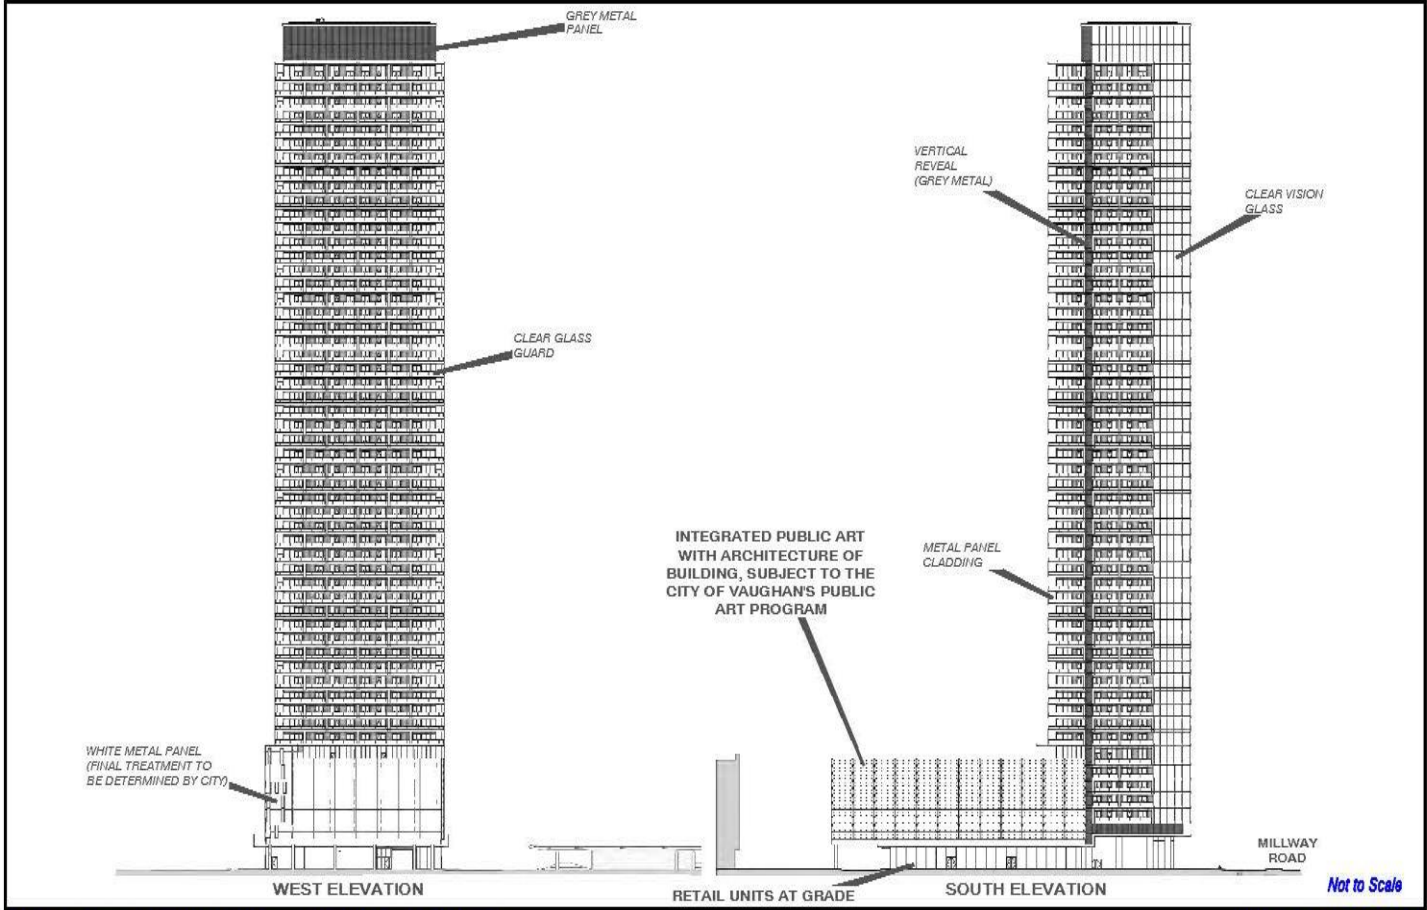 GREY METAL
PANEL
VERTICAL
REVEAL
(GREY METAL)
CLEAR VISION
GLASS
CLEAR GLASS
GUARD
INTEGRATED PUBLIC ART
WITH ARCHITECTURE OF
BUILDING, SUBJECT TO THE
CITY OF VAUGHAN'S PUBLIC
ART PROGRAM
METAL PANEL
CLADDING
WHITE METAL PANEL
(FINAL TREATMENT TO
BE DETERMINED BY CITY)
MILLWAY
ROAD
WEST ELEVATION
RETAIL UNITS AT GRADE
SOUTH ELEVATION
Not to Scale